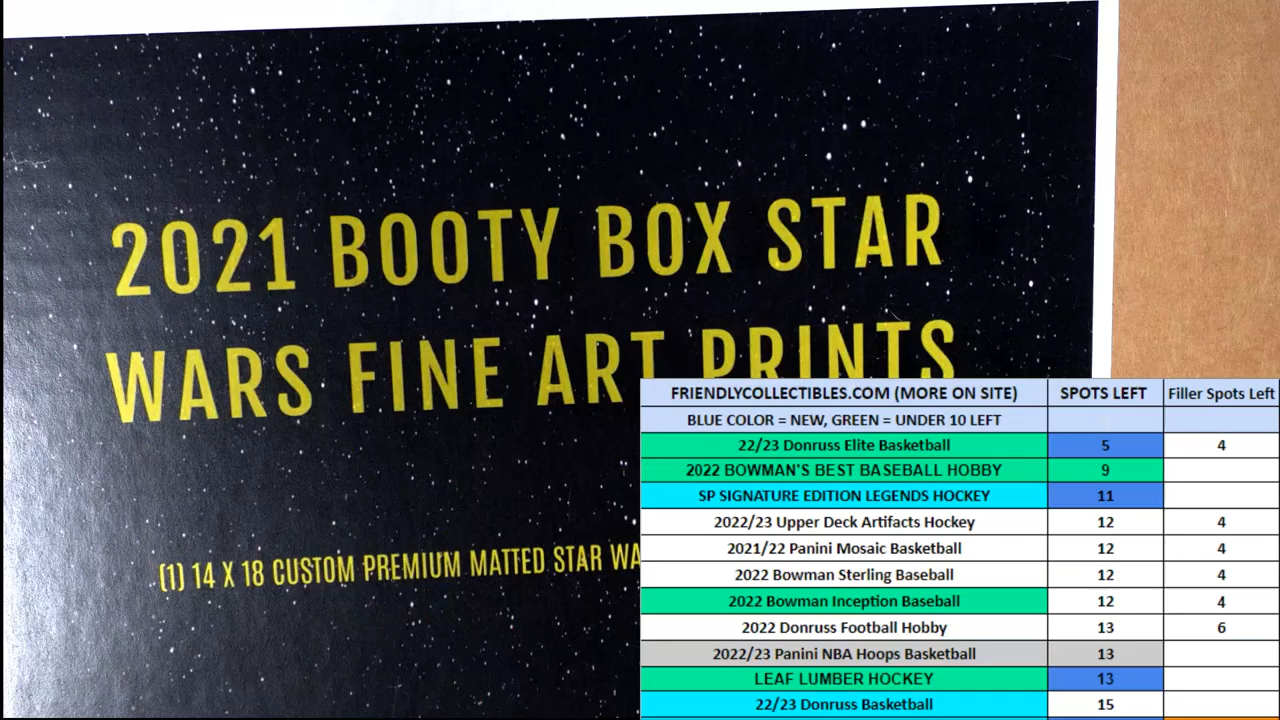 2021 BOOTY BOX STAR
WARS FINE ART PRINTS
(1) 14 X 18 CUSTOM PREMIUM MATTED STAR WA
FRIENDLYCOLLECTIBLES.COM (MORE ON SITE) SPOTS LEFT Filler Spots Left
BLUE COLOR = NEW, GREEN = UNDER 10 LEFT
22/23 Donruss Elite Basketball 5 4
2022 BOWMAN'S BEST BASEBALL HOBBY 9
SP SIGNATURE EDITION LEGENDS HOCKEY 11
2022/23 Upper Deck Artifacts Hockey 12 4
2021/22 Panini Mosaic Basketball 12 4
2022 Bowman Sterling Baseball 12 4
2022 Bowman Inception Baseball 12 4
2022 Donruss Football Hobby 13 6
2022/23 Panini NBA Hoops Basketball 13
LEAF LUMBER HOCKEY 13
22/23 Donruss Basketball 15